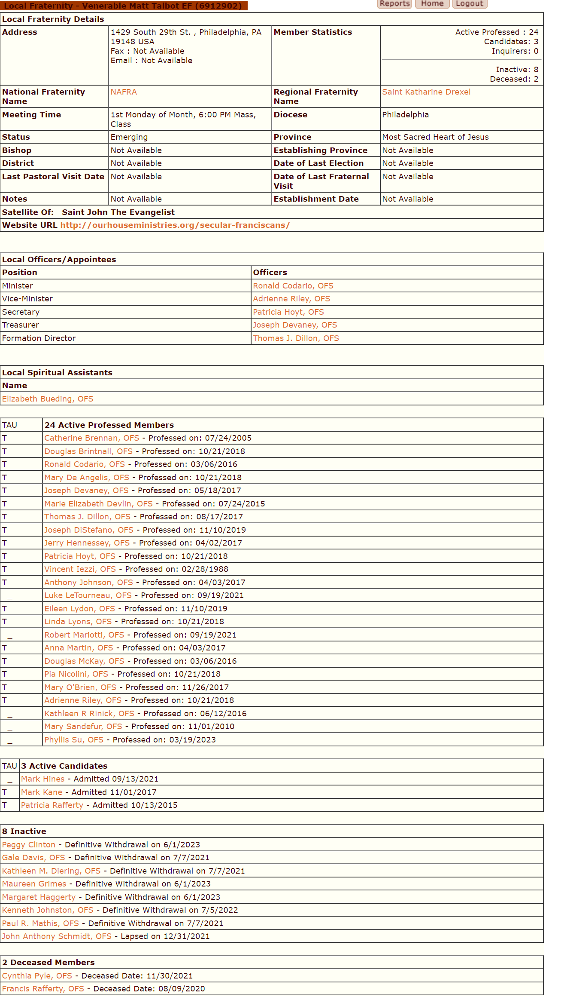 Local Fraternity - Venerable Matt Talbot EF (6912902)
Reports Home Logout
Local Fraternity Details
Address
1429 South 29th St. , Philadelphia, PA
19148 USA
Fax : Not Available
Email : Not Available
Member Statistics
Active Professed : 24
Candidates: 3
Inquirers: 0
Inactive: 8
Deceased: 2
National Fraternity
Name
NAFRA
Regional Fraternity
Name
Saint Katharine Drexel
Meeting Time
1st Monday of Month, 6:00 PM Mass,
Class
Diocese
Philadelphia
Status
Emerging
Province
Most Sacred Heart of Jesus
Bishop
Not Available
Establishing Province
Not Available
District
Not Available
Date of Last Election
Not Available
Last Pastoral Visit Date
Not Available
Date of Last Fraternal
Visit
Not Available
Notes
Not Available
Establishment Date
Not Available
Satellite Of: Saint John The Evangelist
Website URL http://ourhouseministries.org/secular-franciscans/
Local Officers/Appointees
Position Officers
Minister Ronald Codario, OFS
Vice-Minister Adrienne Riley, OFS
Secretary Patricia Hoyt, OFS
Treasurer Joseph Devaney, OFS
Formation Director Thomas J. Dillon, OFS
Local Spiritual Assistants
Name
Elizabeth Bueding, OFS
TAU 24 Active Professed Members
T Catherine Brennan, OFS - Professed on: 07/24/2005
T Douglas Brintnall, OFS - Professed on: 10/21/2018
T Ronald Codario, OFS - Professed on: 03/06/2016
T Mary De Angelis, OFS - Professed on: 10/21/2018
T Joseph Devaney, OFS - Professed on: 05/18/2017
T Marie Elizabeth Devlin, OFS - Professed on: 07/24/2015
T Thomas J. Dillon, OFS - Professed on: 08/17/2017
T Joseph DiStefano, OFS - Professed on: 11/10/2019
T Jerry Hennessey, OFS - Professed on: 04/02/2017
T Patricia Hoyt, OFS - Professed on: 10/21/2018
T Vincent Iezzi, OFS - Professed on: 02/28/1988
T Anthony Johnson, OFS - Professed on: 04/03/2017
_ Luke LeTourneau, OFS - Professed on: 09/19/2021
T Eileen Lydon, OFS - Professed on: 11/10/2019
T Linda Lyons, OFS - Professed on: 10/21/2018
_ Robert Mariotti, OFS - Professed on: 09/19/2021
T Anna Martin, OFS - Professed on: 04/03/2017
T Douglas McKay, OFS - Professed on: 03/06/2016
T Pia Nicolini, OFS - Professed on: 10/21/2018
T Mary O'Brien, OFS - Professed on: 11/26/2017
T Adrienne Riley, OFS - Professed on: 10/21/2018
_ Kathleen R Rinick, OFS - Professed on: 06/12/2016
_ Mary Sandefur, OFS - Professed on: 11/01/2010
_ Phyllis Su, OFS - Professed on: 03/19/2023
TAU 3 Active Candidates
_ Mark Hines - Admitted 09/13/2021
T Mark Kane - Admitted 11/01/2017
T Patricia Rafferty - Admitted 10/13/2015
8 Inactive
Peggy Clinton - Definitive Withdrawal on 6/1/2023
Gale Davis, OFS - Definitive Withdrawal on 7/7/2021
Kathleen M. Diering, OFS - Definitive Withdrawal on 7/7/2021
Maureen Grimes - Definitive Withdrawal on 6/1/2023
Margaret Haggerty - Definitive Withdrawal on 6/1/2023
Kenneth Johnston, OFS - Definitive Withdrawal on 7/5/2022
Paul R. Mathis, OFS - Definitive Withdrawal on 7/7/2021
John Anthony Schmidt, OFS - Lapsed on 12/31/2021
2 Deceased Members
Cynthia Pyle, OFS - Deceased Date: 11/30/2021
Francis Rafferty, OFS - Deceased Date: 08/09/2020